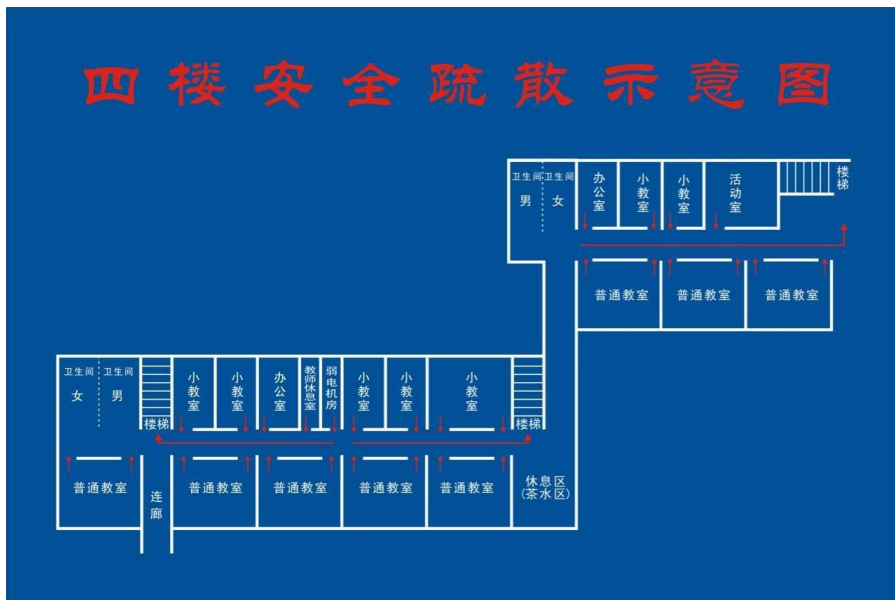 四楼安全疏散示意图
卫生间 卫生间
男 女
办公室
小教室
小教室
活动室
楼梯
普通教室 普通教室 普通教室
卫生间 卫生间
女 男
楼梯
小教室
小教室
办公室
教师休息室
弱电机房
小教室
小教室
小教室
楼梯
普通教室
连廊
普通教室 普通教室 普通教室 普通教室
休息区
(茶水区)